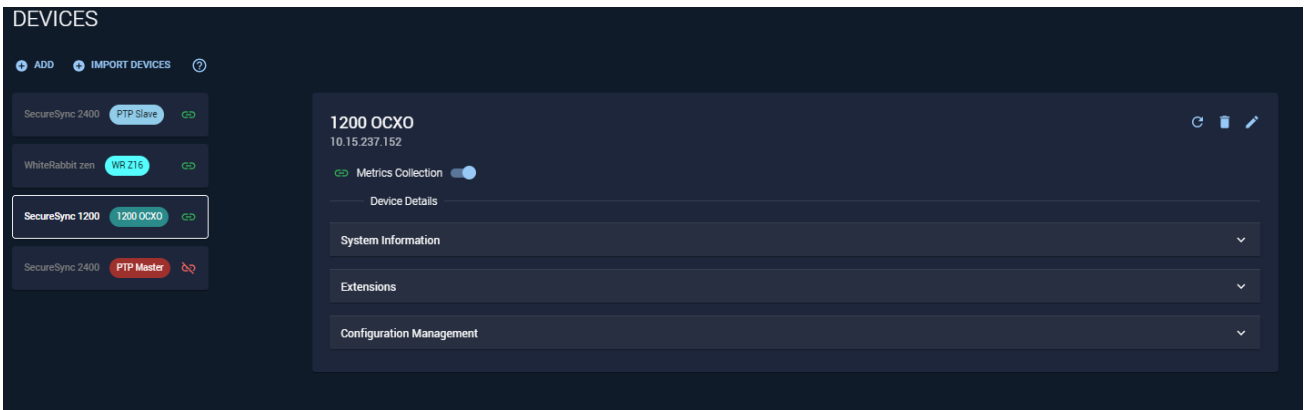 DEVICES
ADD IMPORT DEVICES
SecureSync 2400 PTP Slave
WhiteRabbit zen WR Z16
SecureSync 1200 1200 OCXO
SecureSync 2400 PTP Master
1200 OCXO
10.15.237.152
Metrics Collection
Device Details
System Information
Extensions
Configuration Management